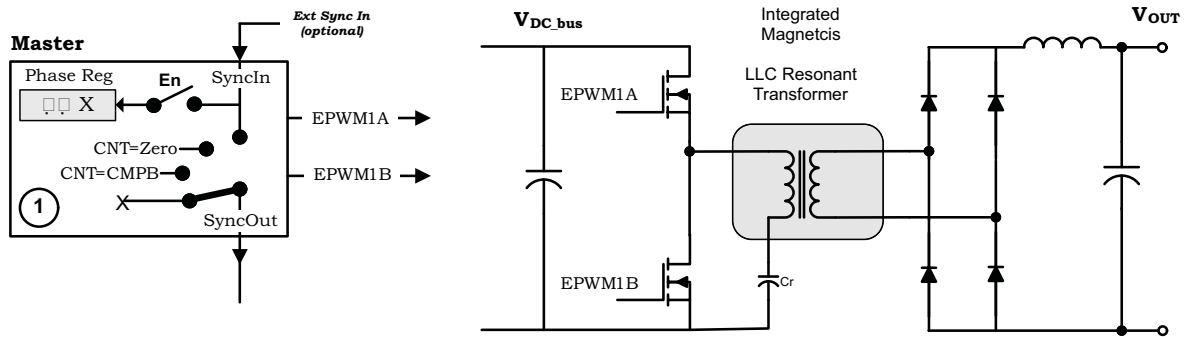 Ext Sync In
(optional)
Master
Phase Reg
En
SyncIn
X
EPWM1A
CNT=Zero
CNT=CMPB
EPWM1B
1
X
SyncOut
VDC_bus
Integrated
Magnetcis
LLC Resonant
Transformer
VOUT
EPWM1A
EPWM1B
Cr